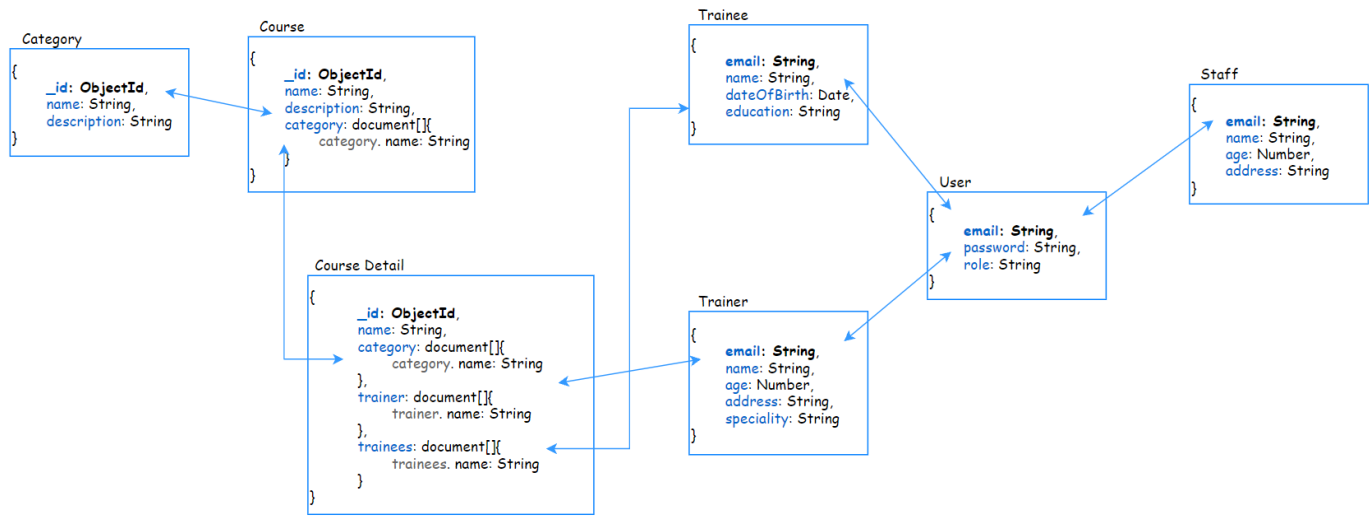 Category
{
_id: ObjectId,
name: String,
description: String
}
Course
{
_id: ObjectId,
name: String,
description: String,
category: document[]{
category. name: String
}
}
Course Detail
{
_id: ObjectId,
name: String,
category: document[]{
category. name: String
},
trainer: document[]{
trainer. name: String
},
trainees: document[]{
trainees. name: String
}
}
Trainee
{
email: String,
name: String,
dateOfBirth: Date,
education: String
}
Trainer
{
email: String,
name: String,
age: Number,
address: String,
speciality: String
}
User
{
email: String,
password: String,
role: String
}
Staff
{
email: String,
name: String,
age: Number,
address: String
}